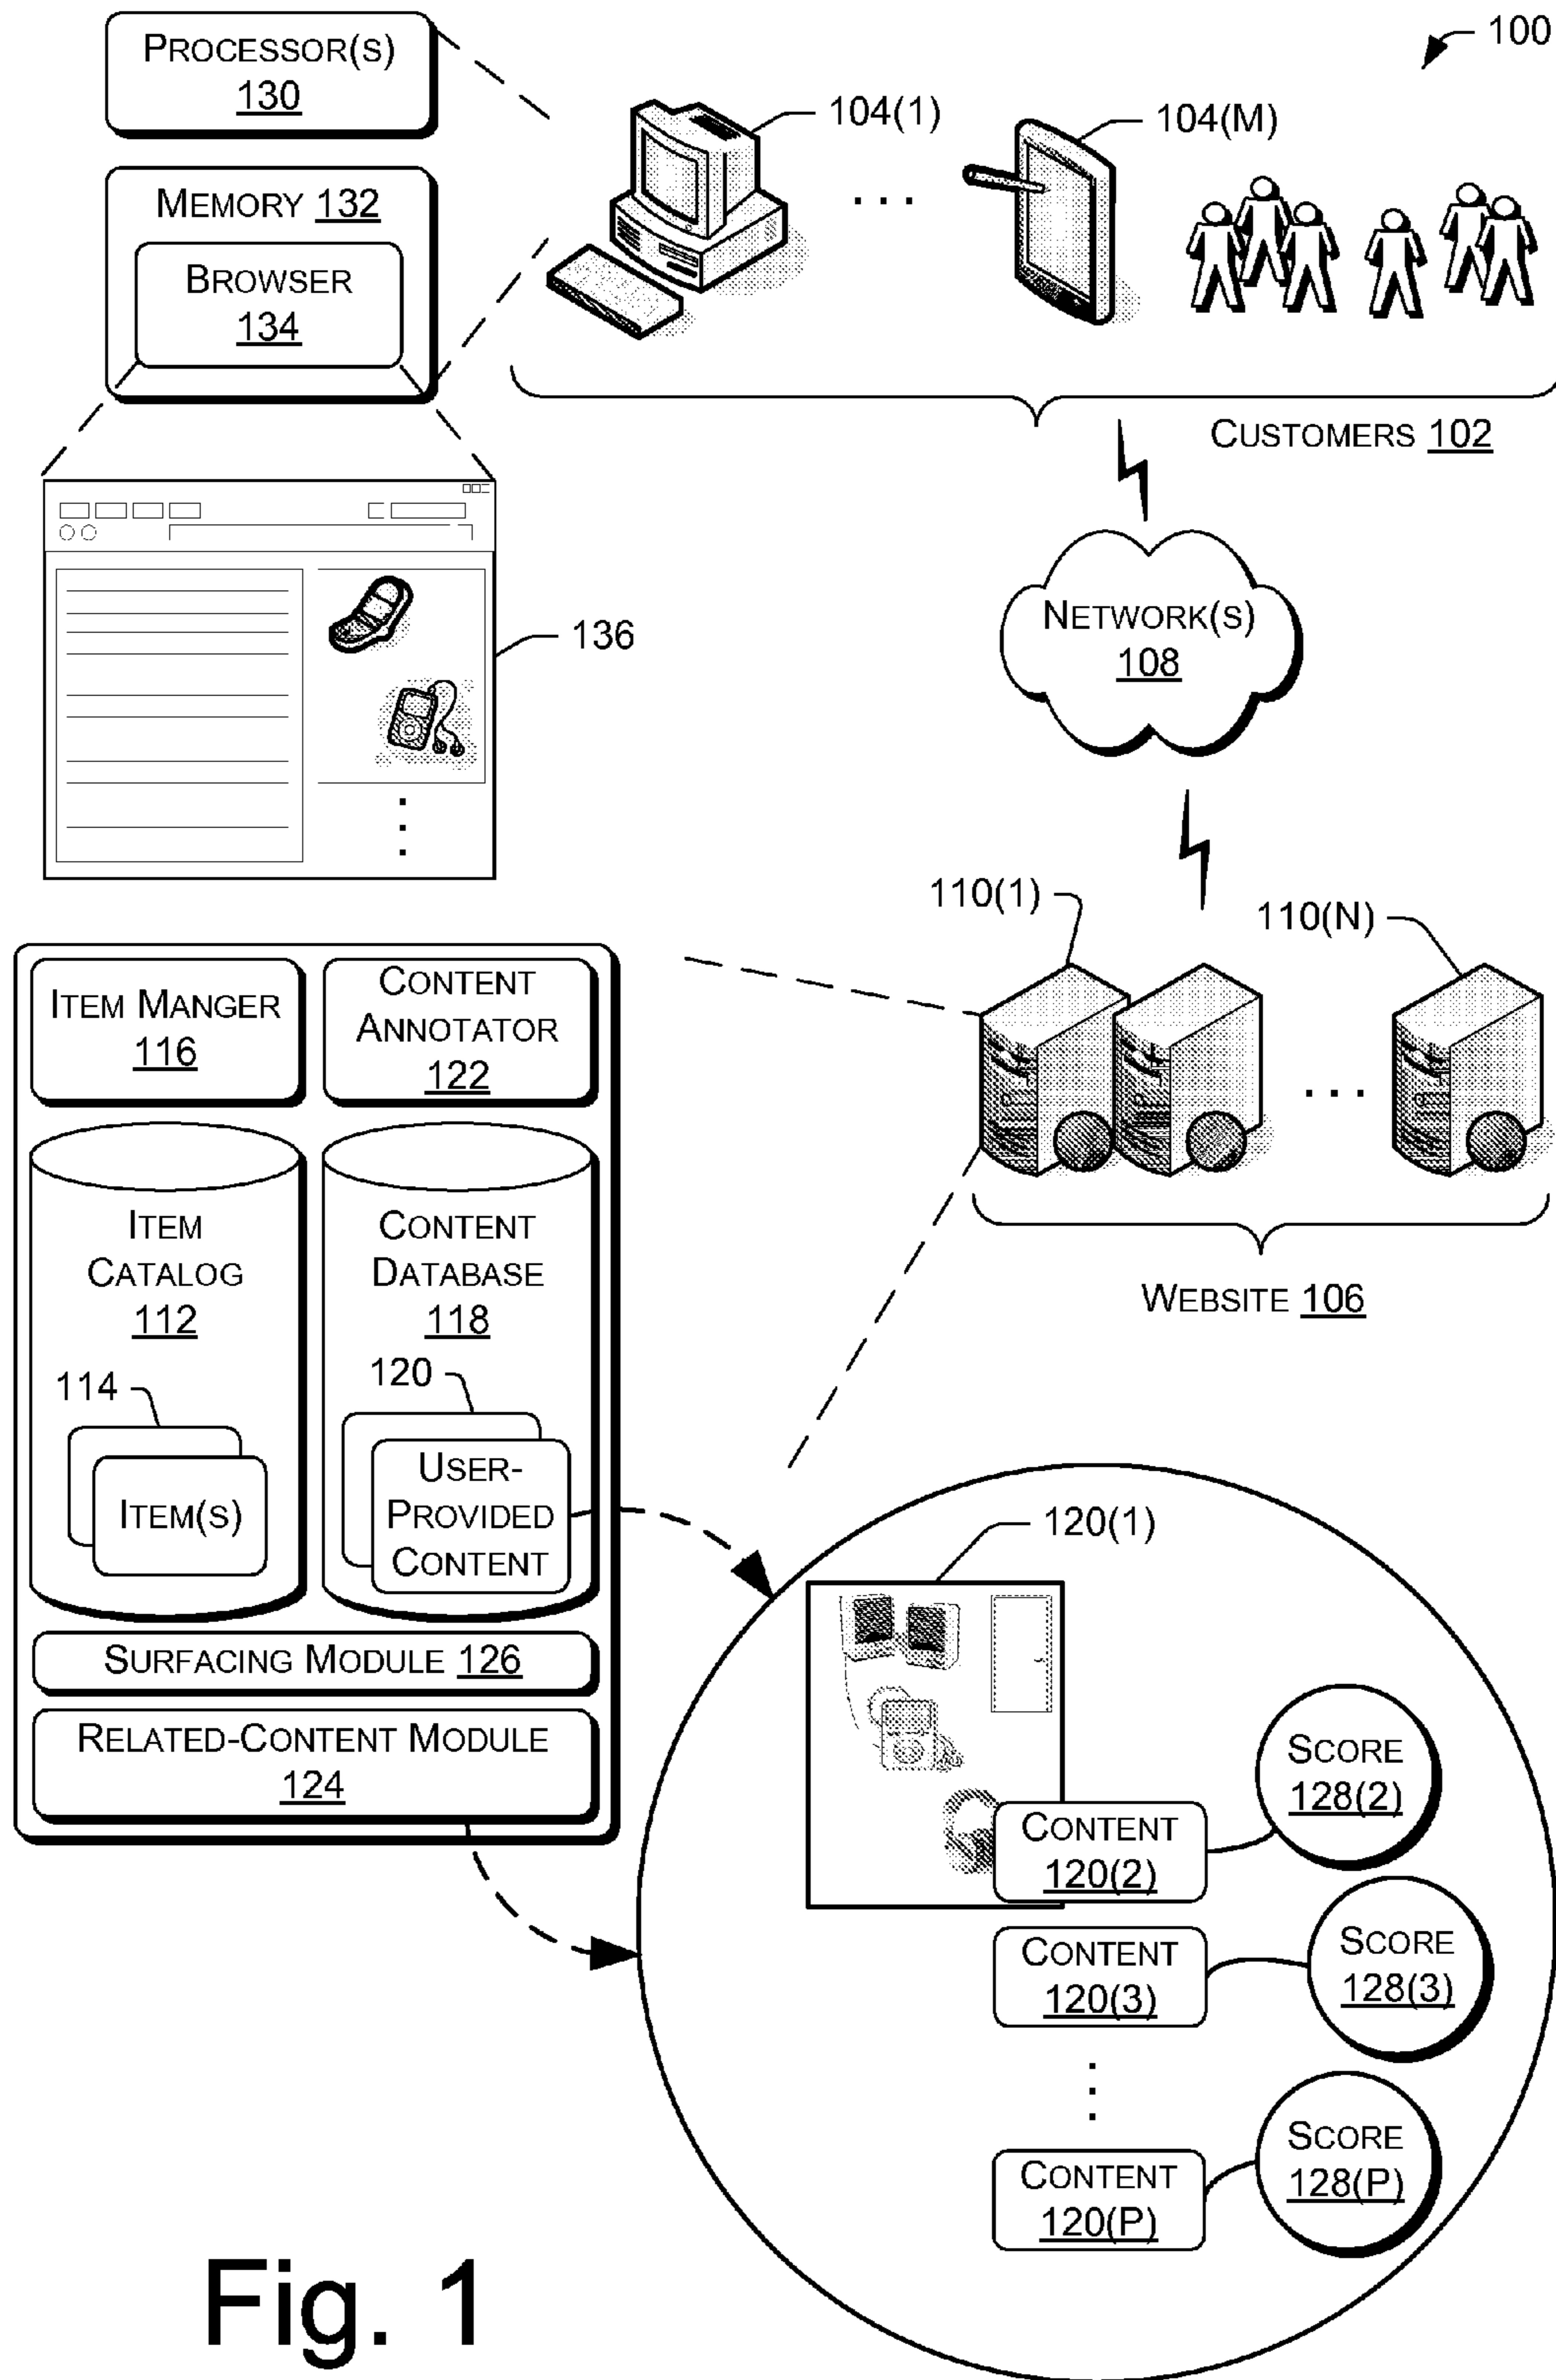 100
PROCESSOR(S)
130
104(1)
104(M)
MEMORY 132
BROWSER
134
CUSTOMERS 102
136
NETWORK(S)
108
110(1)
110(N)
WEBSITE 106
ITEM MANGER
116
CONTENT
ANNOTATOR
122
ITEM
CATALOG
112
114
ITEM(S)
CONTENT
DATABASE
118
120
USER-
PROVIDED
CONTENT
SURFACING MODULE 126
RELATED-CONTENT MODULE
124
120(1)
CONTENT
120(2)
SCORE
128(2)
CONTENT
120(3)
SCORE
128(3)
CONTENT
120(P)
SCORE
128(P)
Fig. 1